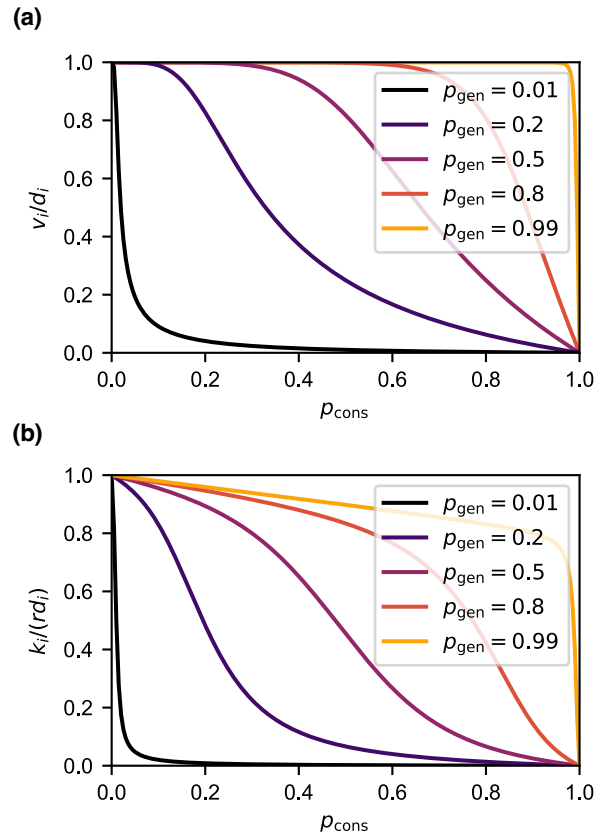 (a)
v_i/d_i
1.0
0.8
0.6
0.4
0.2
0.0
p_gen = 0.01
p_gen = 0.2
p_gen = 0.5
p_gen = 0.8
p_gen = 0.99
0.0 0.2 0.4 0.6 0.8 1.0
p_cons
(b)
k_i/(rd_i)
1.0
0.8
0.6
0.4
0.2
0.0
p_gen = 0.01
p_gen = 0.2
p_gen = 0.5
p_gen = 0.8
p_gen = 0.99
0.0 0.2 0.4 0.6 0.8 1.0
p_cons